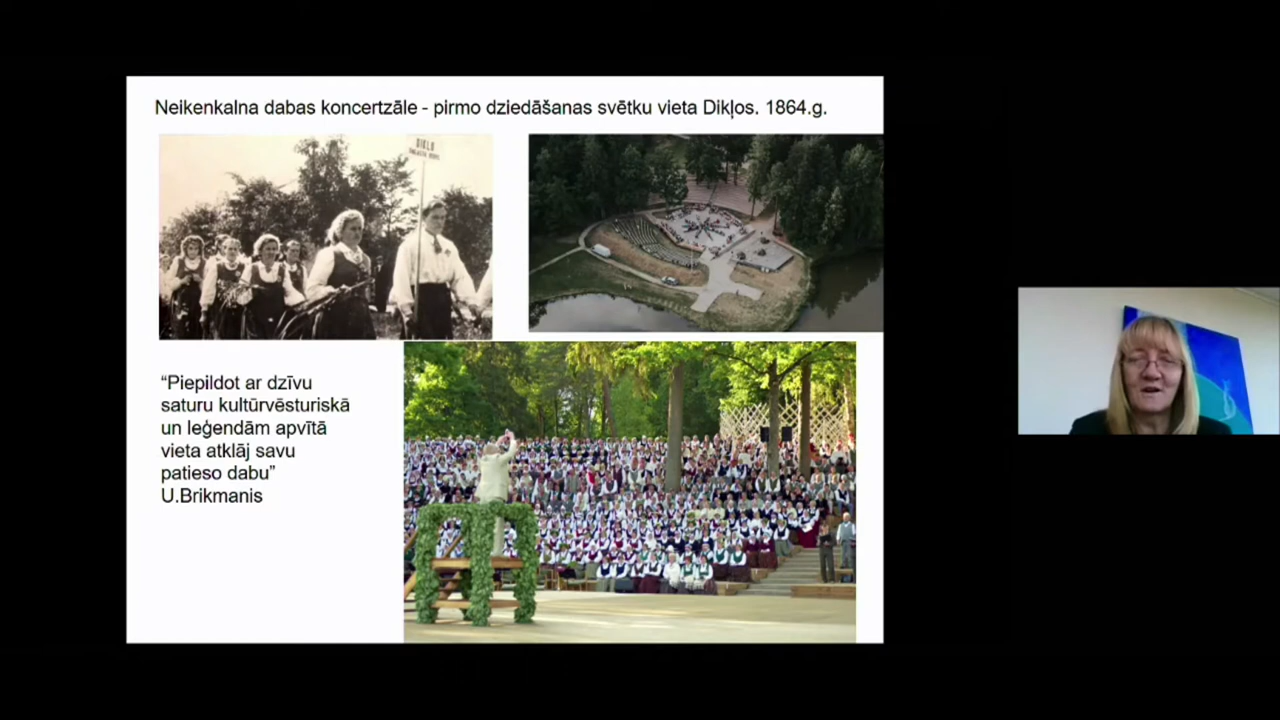 Neikenkalna dabas koncertzāle - pirmo dziedāšanas svētku vieta Dikļos. 1864.g.
“Piepildot ar dzīvu
saturu kultūrvēsturiskā
un leģendām apvītā
vieta atklāj savu
patieso dabu”
U.Brikmanis